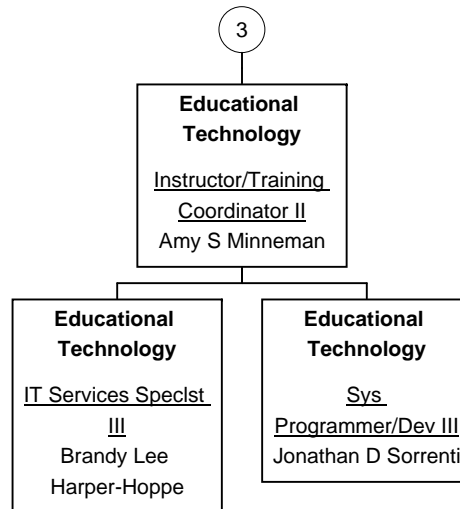 3
Educational
Technology
Instructor/Training
Coordinator II
Amy S Minneman
Educational
Technology
IT Services Speclst
III
Brandy Lee
Harper-Hoppe
Educational
Technology
Sys
Programmer/Dev III
Jonathan D Sorrenti